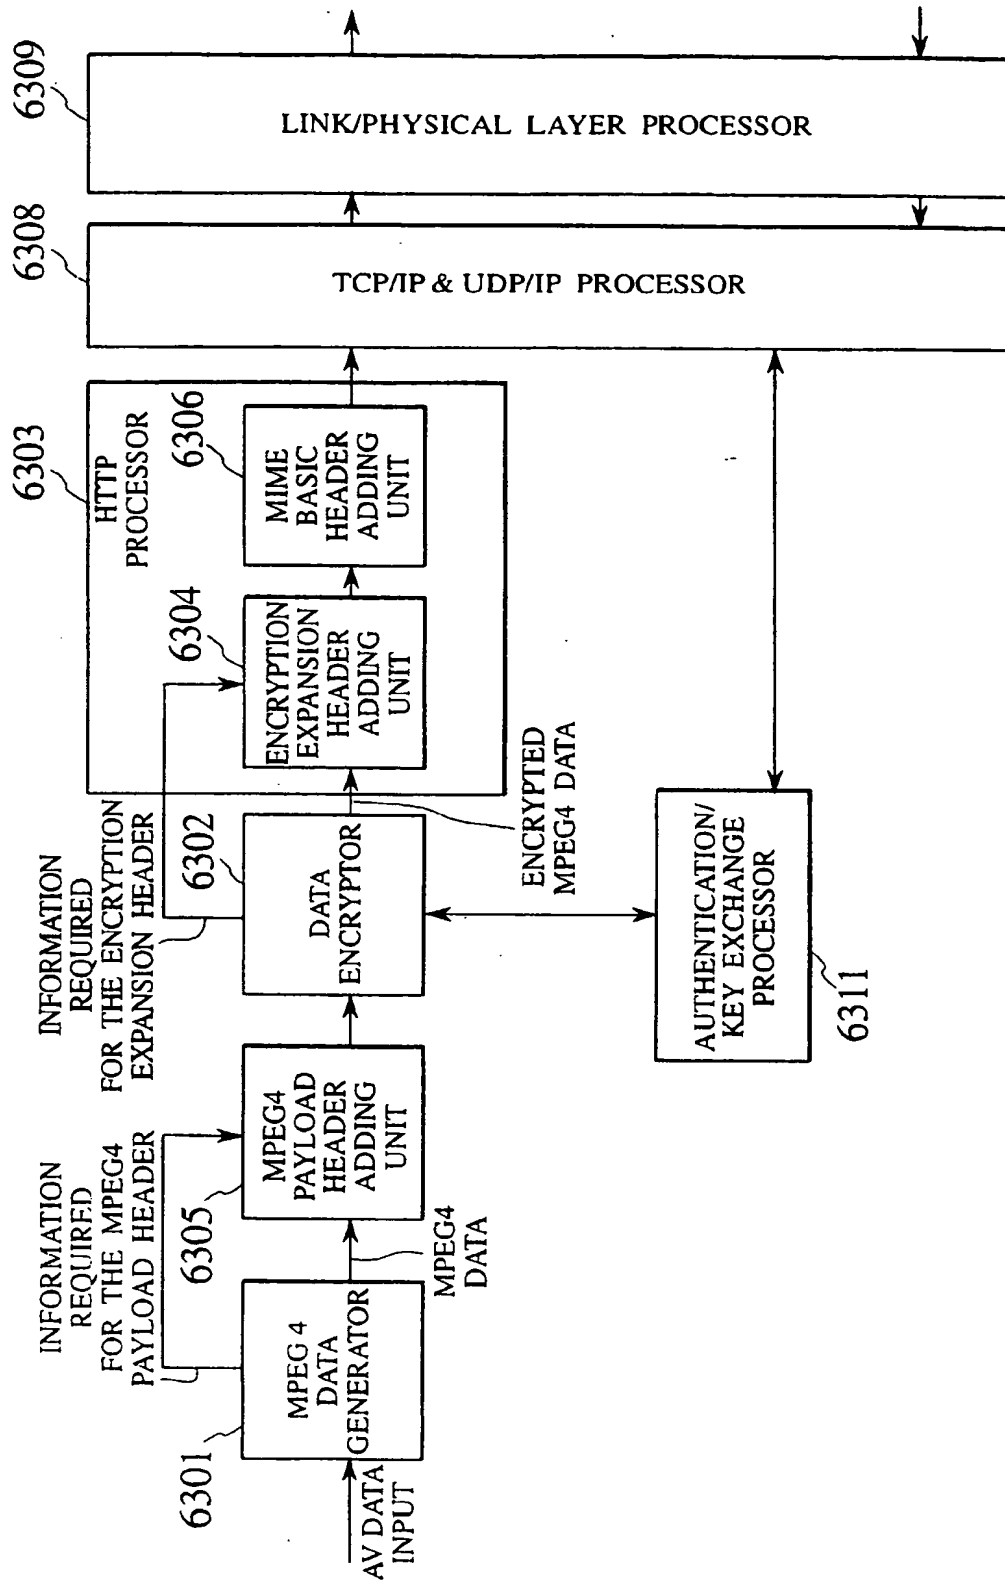 AV DATA
INPUT
6301
MPEG 4
DATA
GENERATOR
INFORMATION
REQUIRED
FOR THE MPEG4
PAYLOAD HEADER
MPEG4
DATA
6305
MPEG4
PAYLOAD
HEADER
ADDING
UNIT
INFORMATION
REQUIRED
FOR THE ENCRYPTION
EXPANSION HEADER
6302
DATA
ENCRYPTOR
ENCRYPTED
MPEG4 DATA
6303
HTTP
PROCESSOR
6304
ENCRYPTION
EXPANSION
HEADER
ADDING
UNIT
6306
MIME
BASIC
HEADER
ADDING
UNIT
6308
TCP/IP & UDP/IP PROCESSOR
6309
LINK/PHYSICAL LAYER PROCESSOR
AUTHENTICATION/
KEY EXCHANGE
PROCESSOR
6311